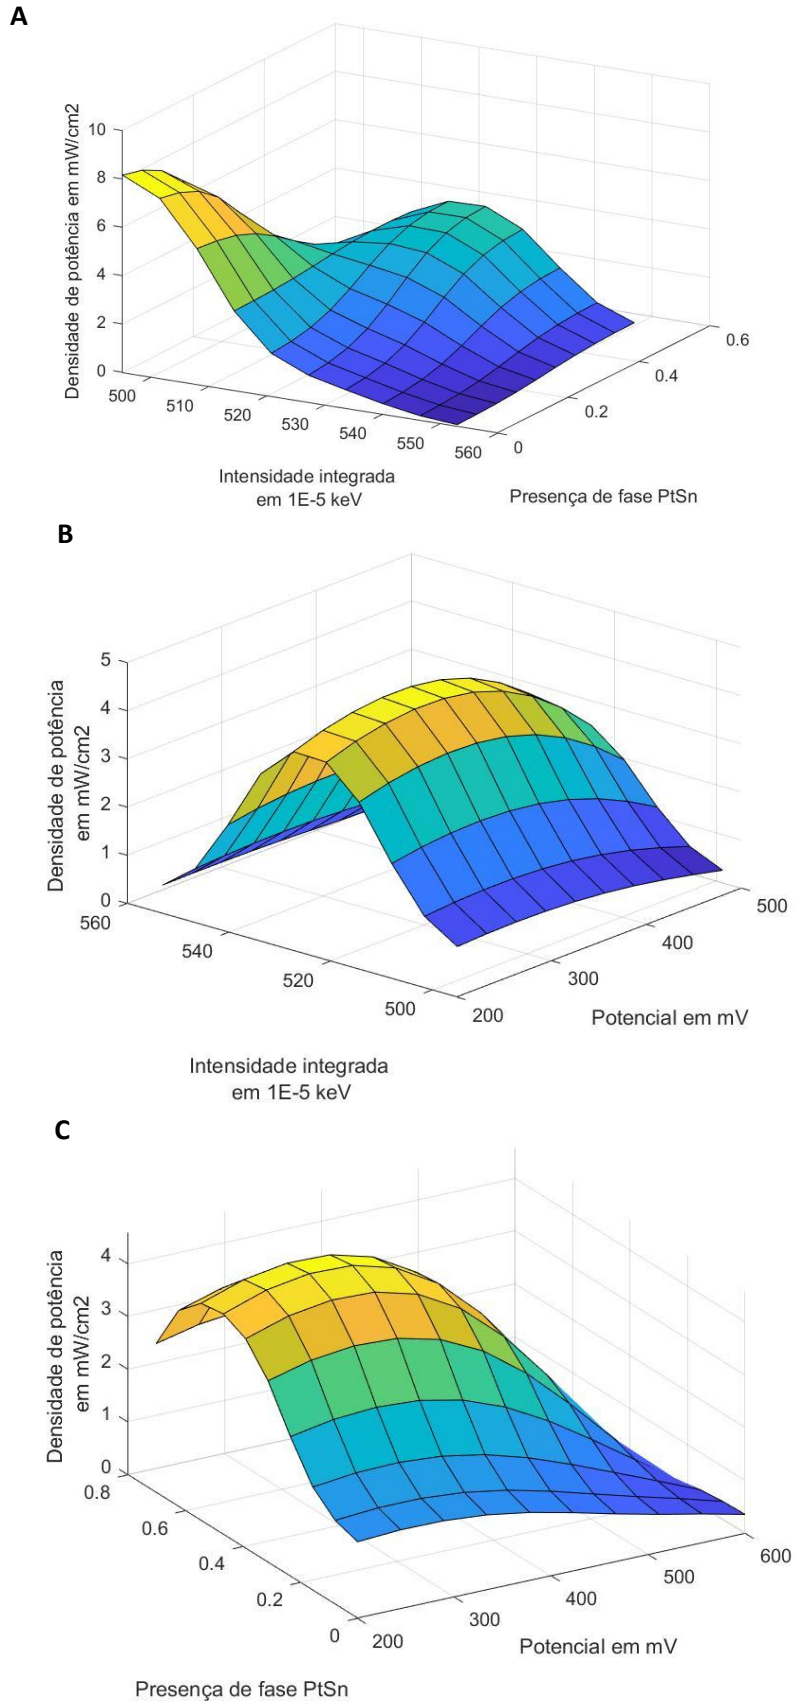 A
Densidade de potência em mW/cm2
10
8
6
4
2
0
500
510
520
530
540
550
560
0
0.2
0.4
0.6
Intensidade integrada
em 1E-5 keV
Presença de fase PtSn
B
Densidade de potência
em mW/cm2
5
4
3
2
1
0
560
540
520
500
200
300
400
500
Potencial em mV
Intensidade integrada
em 1E-5 keV
C
Densidade de potência
em mW/cm2
4
3
2
1
0
0.8
0.6
0.4
0.2
0
200
300
400
500
600
Potencial em mV
Presença de fase PtSn